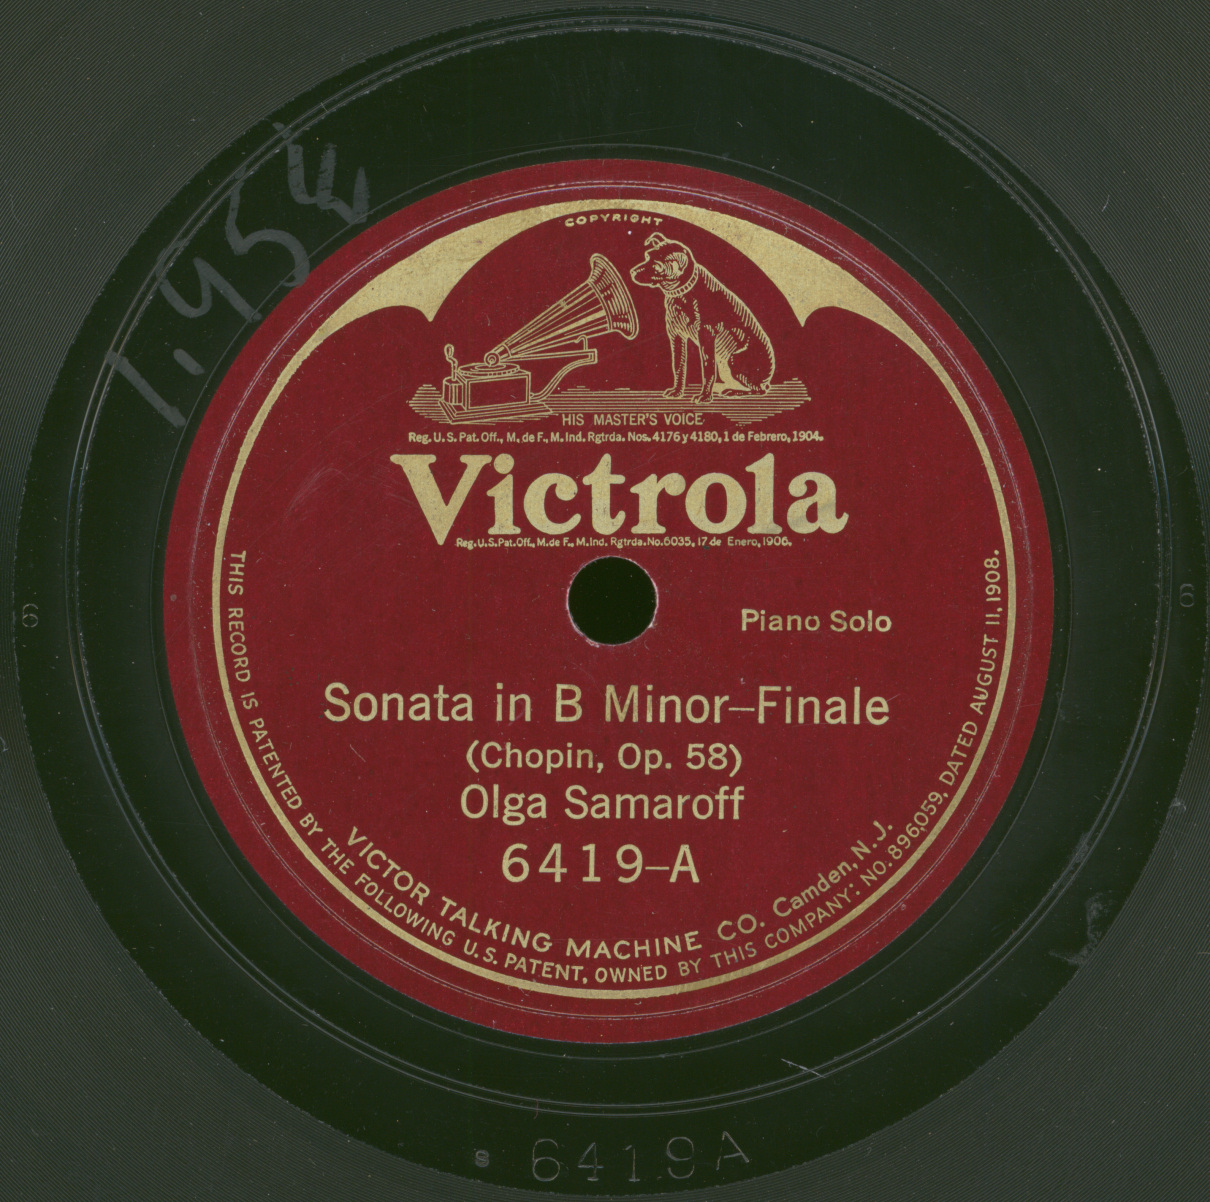 COPYRIGHT
HIS MASTER'S VOICE
Reg. U. S. Pat. Off., M. de F., M. Ind. Rgtrda. Nos. 4176 y 4180, 1 de Febrero, 1904.
Victrola
Reg. U.S. Pat. Off., M. de F., M. Ind. Rgtrda. No. 6035, 17 de Enero, 1906.
Piano Solo
Sonata in B Minor–Finale
(Chopin, Op. 58)
Olga Samaroff
6419–A
VICTOR TALKING MACHINE CO. Camden, N. J.
THIS RECORD IS PATENTED BY THE FOLLOWING U. S. PATENT, OWNED BY THIS COMPANY: NO. 896,059, DATED AUGUST 11, 1908.
6
6
s 6419A